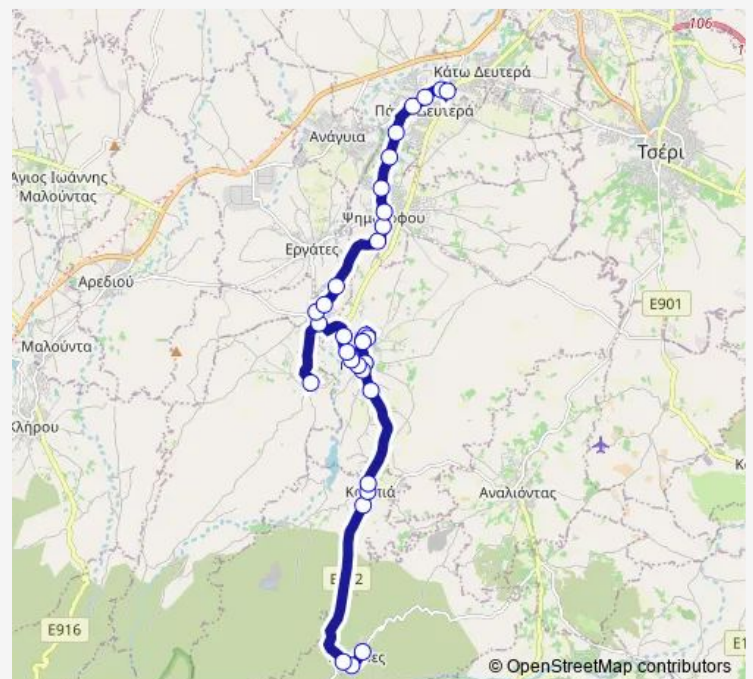 106
Κάτω Δευτερά
Ανάγυια
Τσέρι
Άγιος Ιωάννης
Μαλούντας
Εργάτες
Αρεδιού
E901
Μαλούντα
Κλήρου
Αναλιόντας
E916
© OpenStreetMap contributors